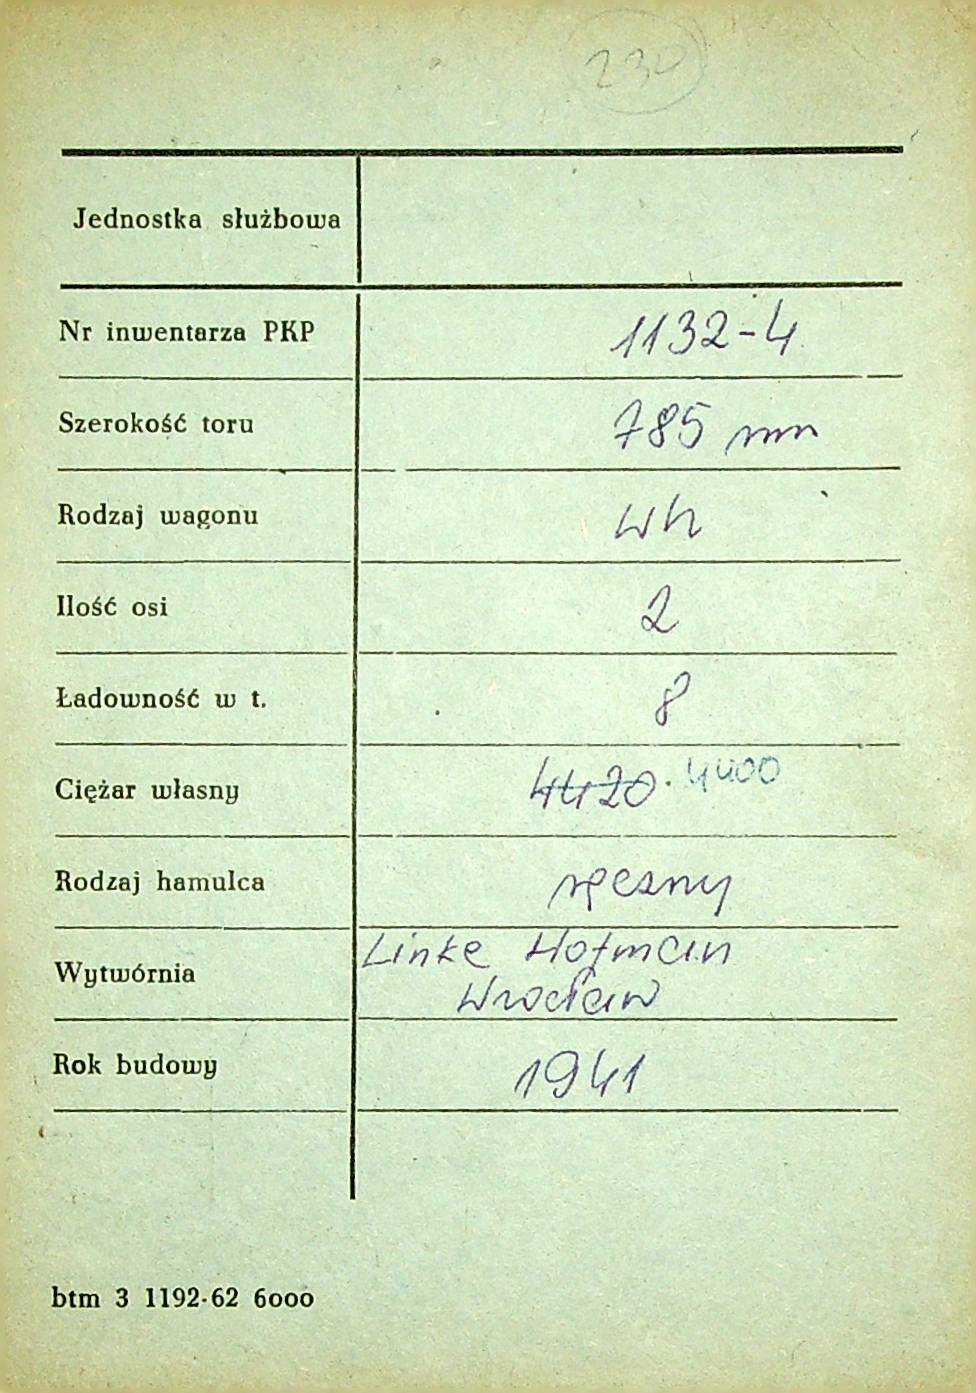 230
Jednostka służbowa
Nr inwentarza PKP 1132-4
Szerokość toru 785 mm
Rodzaj wagonu Wh
Ilość osi 2
Ładowność w t. 8
Ciężar własny 4420 · 4400
Rodzaj hamulca ręczny
Wytwórnia Linke Hofman
Wrocław
Rok budowy 1941
btm 3 1192-62 6000